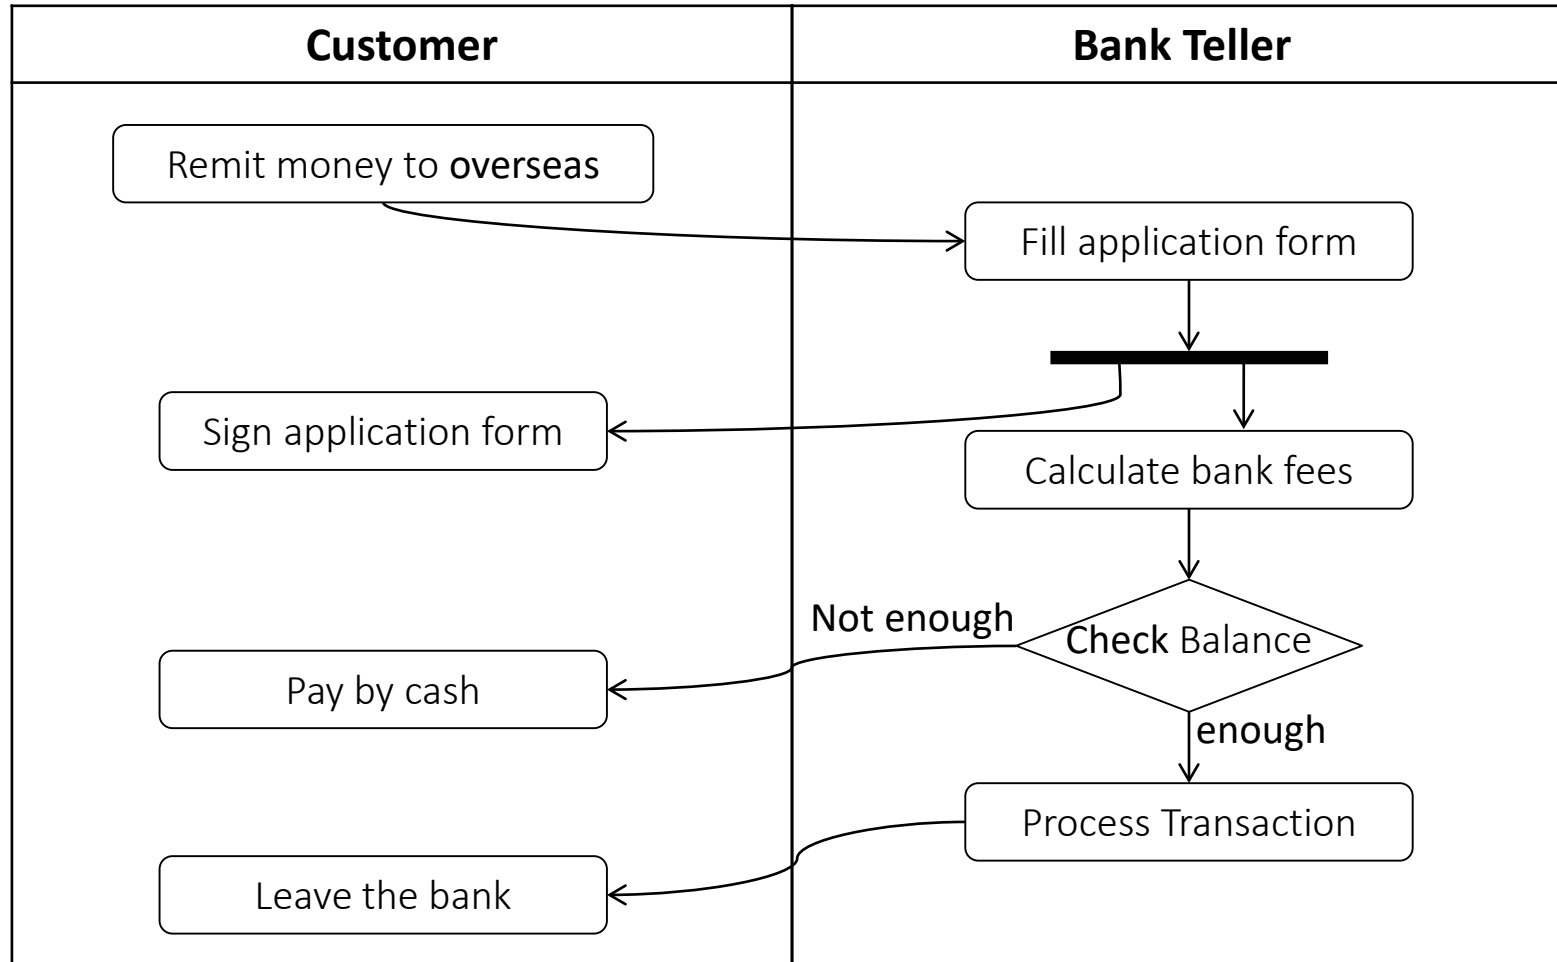 Customer
Bank Teller
Remit money to overseas
Fill application form
Sign application form
Calculate bank fees
Not enough
Check Balance
Pay by cash
enough
Process Transaction
Leave the bank